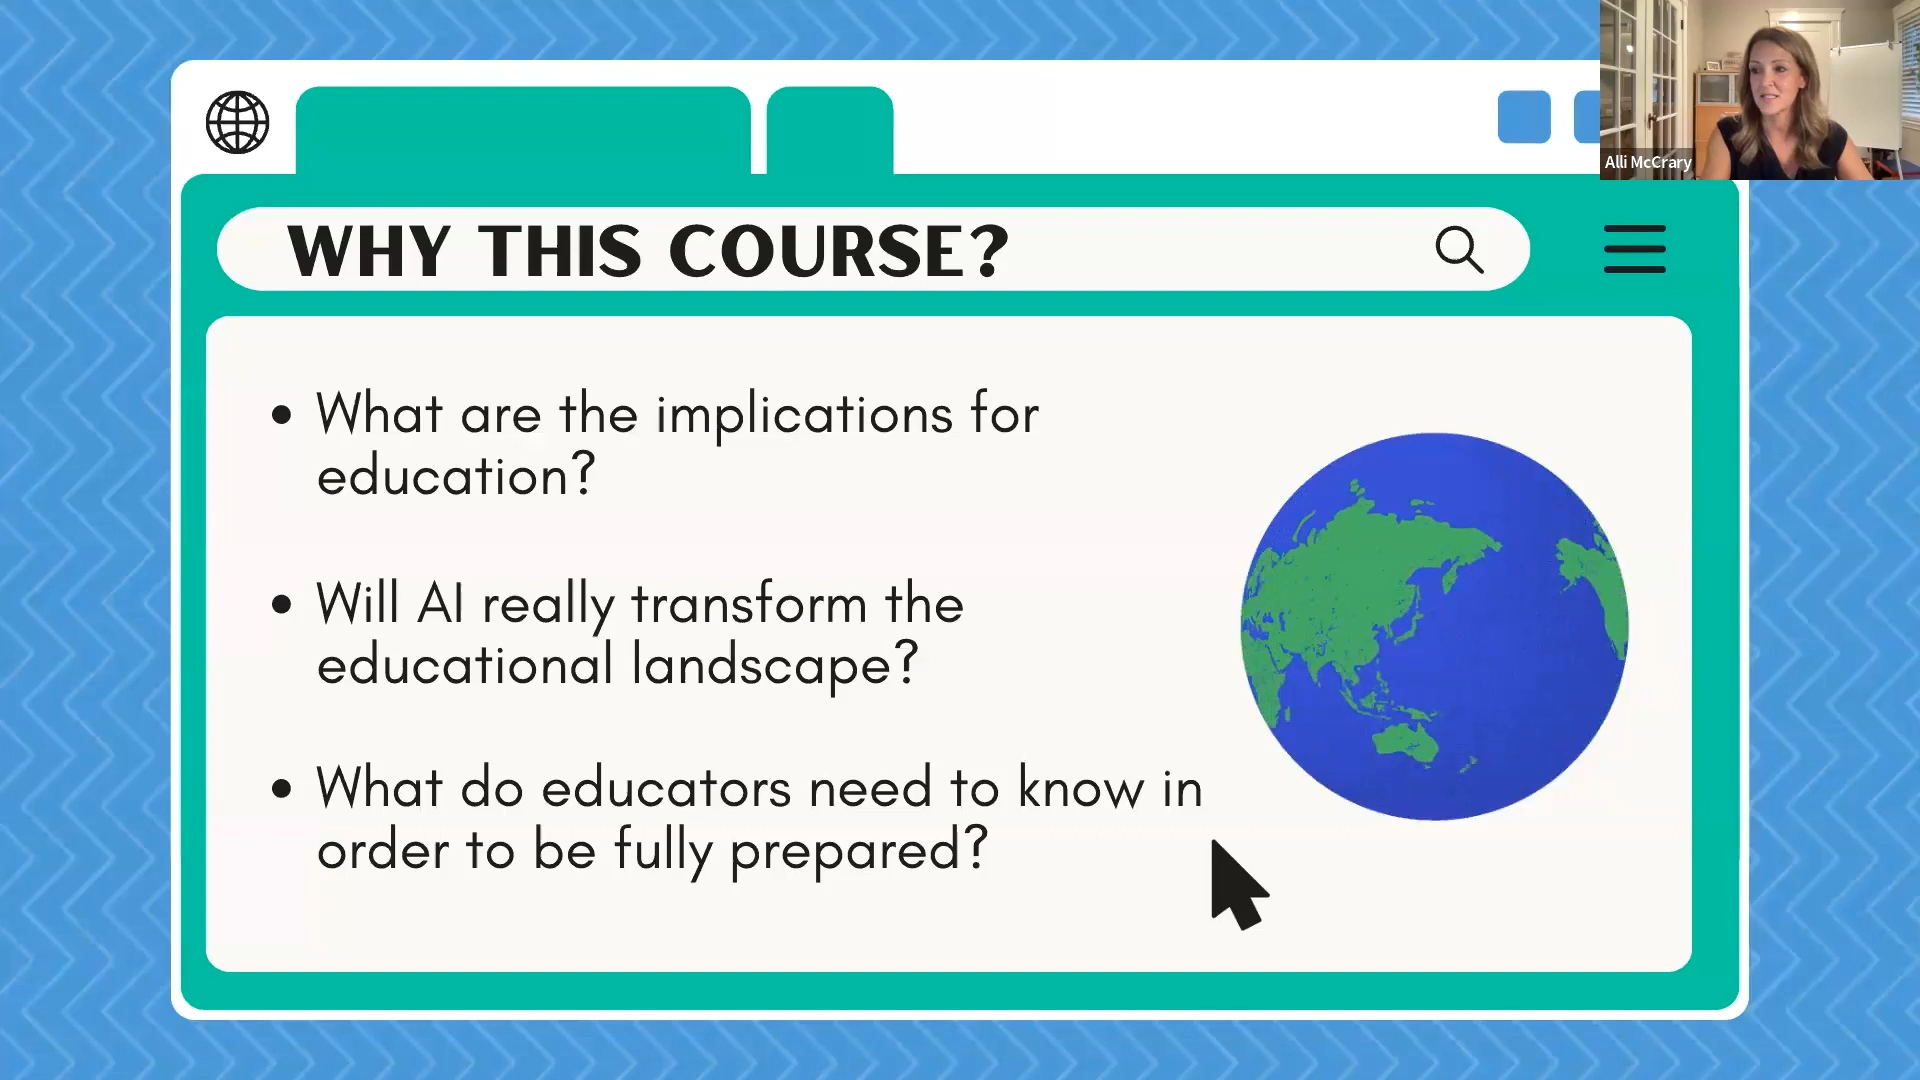 Alli McCrary
WHY THIS COURSE?
• What are the implications for
education?
• Will AI really transform the
educational landscape?
• What do educators need to know in
order to be fully prepared?